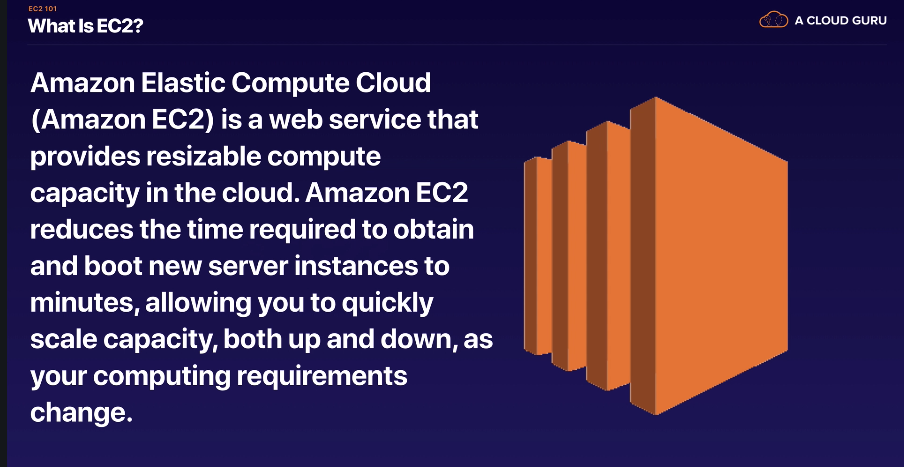 EC2 101
What Is EC2?
A CLOUD GURU
Amazon Elastic Compute Cloud
(Amazon EC2) is a web service that
provides resizable compute
capacity in the cloud. Amazon EC2
reduces the time required to obtain
and boot new server instances to
minutes, allowing you to quickly
scale capacity, both up and down, as
your computing requirements
change.